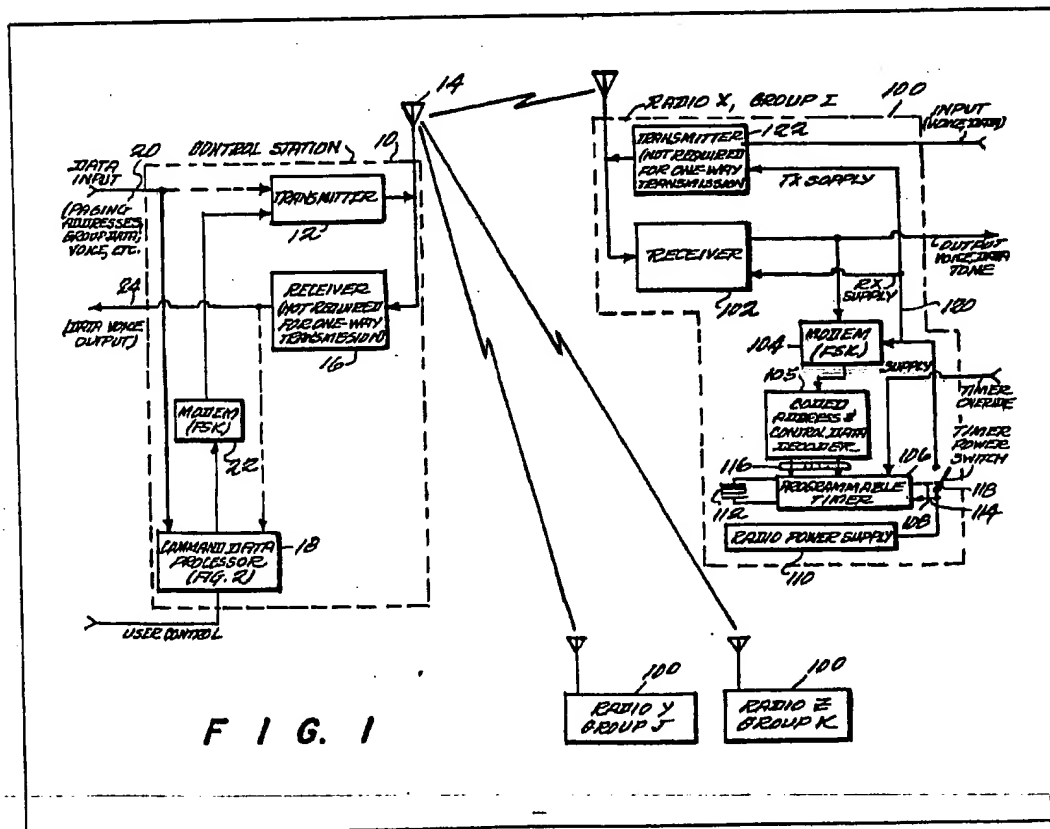 14
RADIO X, GROUP I
100
INPUT
(VOICE, DATA)
TRANSMITTER
(NOT REQUIRED
FOR ONE-WAY
TRANSMISSION
122
TX SUPPLY
DATA
INPUT
20
CONTROL STATION
10
(PAGING
ADDRESSES,
GROUP DATA,
VOICE, ETC.
TRANSMITTER
12
RECEIVER
102
OUTPUT
VOICE, DATA
TONE
RX
SUPPLY
120
24
(DATA VOICE
OUTPUT)
RECEIVER
(NOT REQUIRED
FOR ONE-WAY
TRANSMISSION)
16
104
MODEM
(FSK)
SUPPLY
105
CODED
ADDRESS &
CONTROL DATA
DECODER
TIMER
OVERIDE
TIMER
POWER
SWITCH
MODEM
(FSK)
22
116
106
PROGRAMMABLE
TIMER
112
118
108
114
RADIO POWER SUPPLY
110
COMMAND DATA
PROCESSOR
(FIG. 2)
18
USER CONTROL
100
RADIO Y
GROUP J
100
RADIO Z
GROUP K
FIG. 1